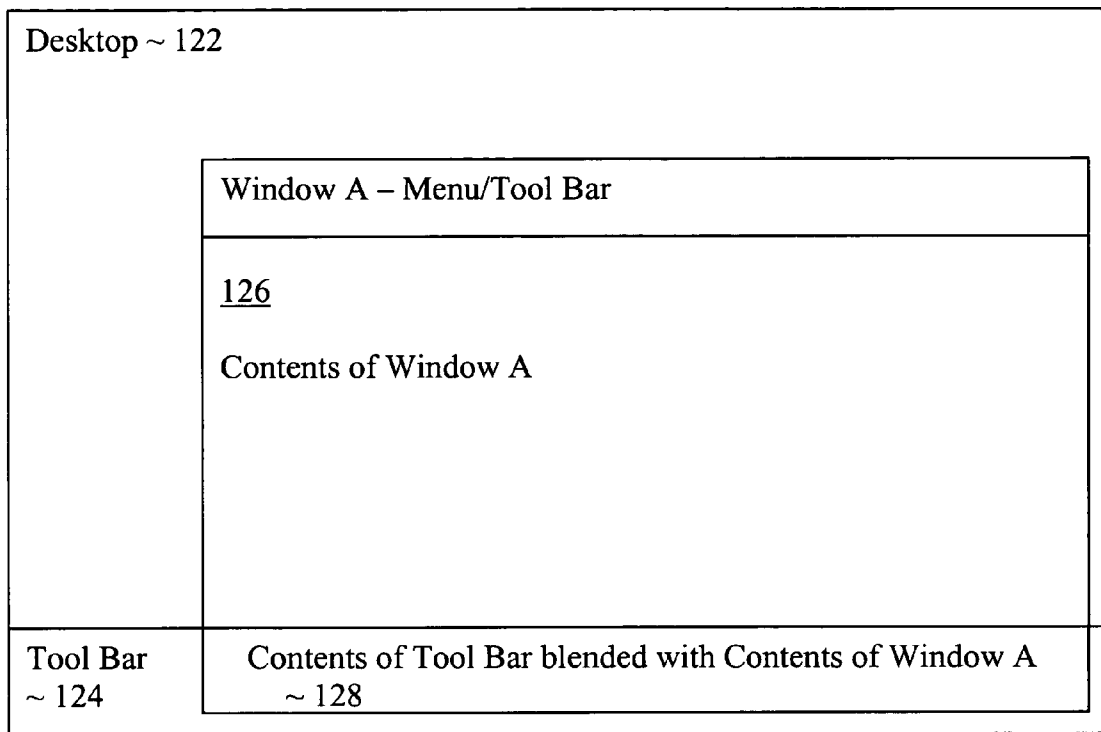 Desktop ~ 122
Window A – Menu/Tool Bar
126
Contents of Window A
Tool Bar
~ 124
Contents of Tool Bar blended with Contents of Window A
~ 128